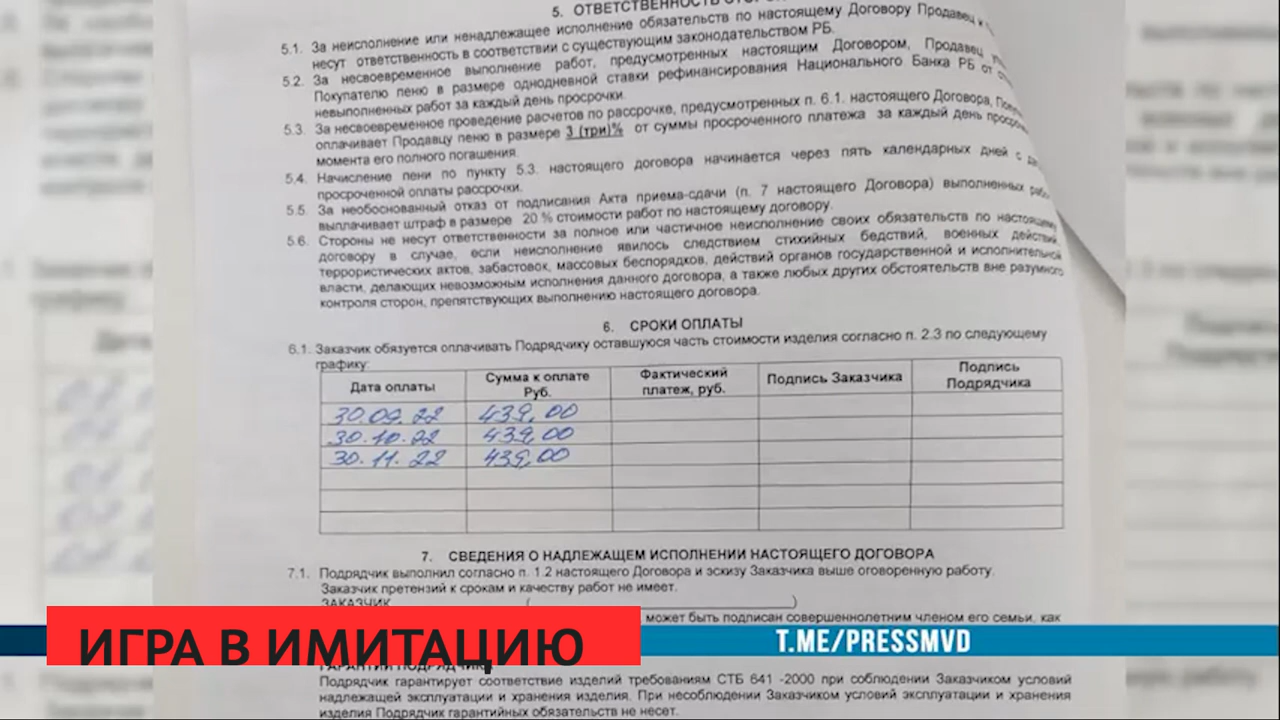 5. ОТВЕТСТВЕННОСТЬ
5.1. За неисполнение или ненадлежащее исполнение обязательств по настоящему Договору Продавец и
несут ответственность в соответствии с существующим законодательством РБ.
5.2. За несвоевременное выполнение работ, предусмотренных настоящим Договором, Продавец
Покупателю пеню в размере однодневной ставки рефинансирования Национального Банка РБ от
невыполненных работ за каждый день просрочки.
5.3. За несвоевременное проведение расчетов по рассрочке, предусмотренных п. 6.1. настоящего Договора,
оплачивает Продавцу пеню в размере 3 (три)% от суммы просроченного платежа за каждый день
момента его полного погашения.
5.4. Начисление пени по пункту 5.3. настоящего договора начинается через пять календарных дней с
просроченной оплаты рассрочки.
5.5. За необоснованный отказ от подписания Акта приема-сдачи (п. 7 настоящего Договора) выполненных
выплачивает штраф в размере 20 % стоимости работ по настоящему договору.
5.6. Стороны не несут ответственности за полное или частичное неисполнение своих обязательств по настоящему
договору в случае, если неисполнение явилось следствием стихийных бедствий, военных действий,
террористических актов, забастовок, массовых беспорядков, действий органов государственной и исполнительной
власти, делающих невозможным исполнения данного договора, а также любых других обстоятельств вне разумного
контроля сторон, препятствующих выполнению настоящего договора.
6. СРОКИ ОПЛАТЫ
6.1. Заказчик обязуется оплачивать Подрядчику оставшуюся часть стоимости изделия согласно п. 2.3 по следующему
графику:
Дата оплаты Сумма к оплате Руб. Фактический платеж, руб. Подпись Заказчика Подпись Подрядчика
30.09.22 439,00
30.10.22 439,00
30.11.22 439,00
7. СВЕДЕНИЯ О НАДЛЕЖАЩЕМ ИСПОЛНЕНИИ НАСТОЯЩЕГО ДОГОВОРА
7.1. Подрядчик выполнил согласно п. 1.2 настоящего Договора и эскизу Заказчика выше оговоренную работу.
Заказчик претензий к срокам и качеству работ не имеет.
ЗАКАЗЧИК
может быть подписан совершеннолетним членом его семьи, как
ИГРА В ИМИТАЦИЮ
T.ME/PRESSMVD
Подрядчик гарантирует соответствие изделий требованиям СТБ 641 -2000 при соблюдении Заказчиком условий
надлежащей эксплуатации и хранения изделия. При несоблюдении Заказчиком условий эксплуатации и хранения
изделия Подрядчик гарантийных обязательств не несет.